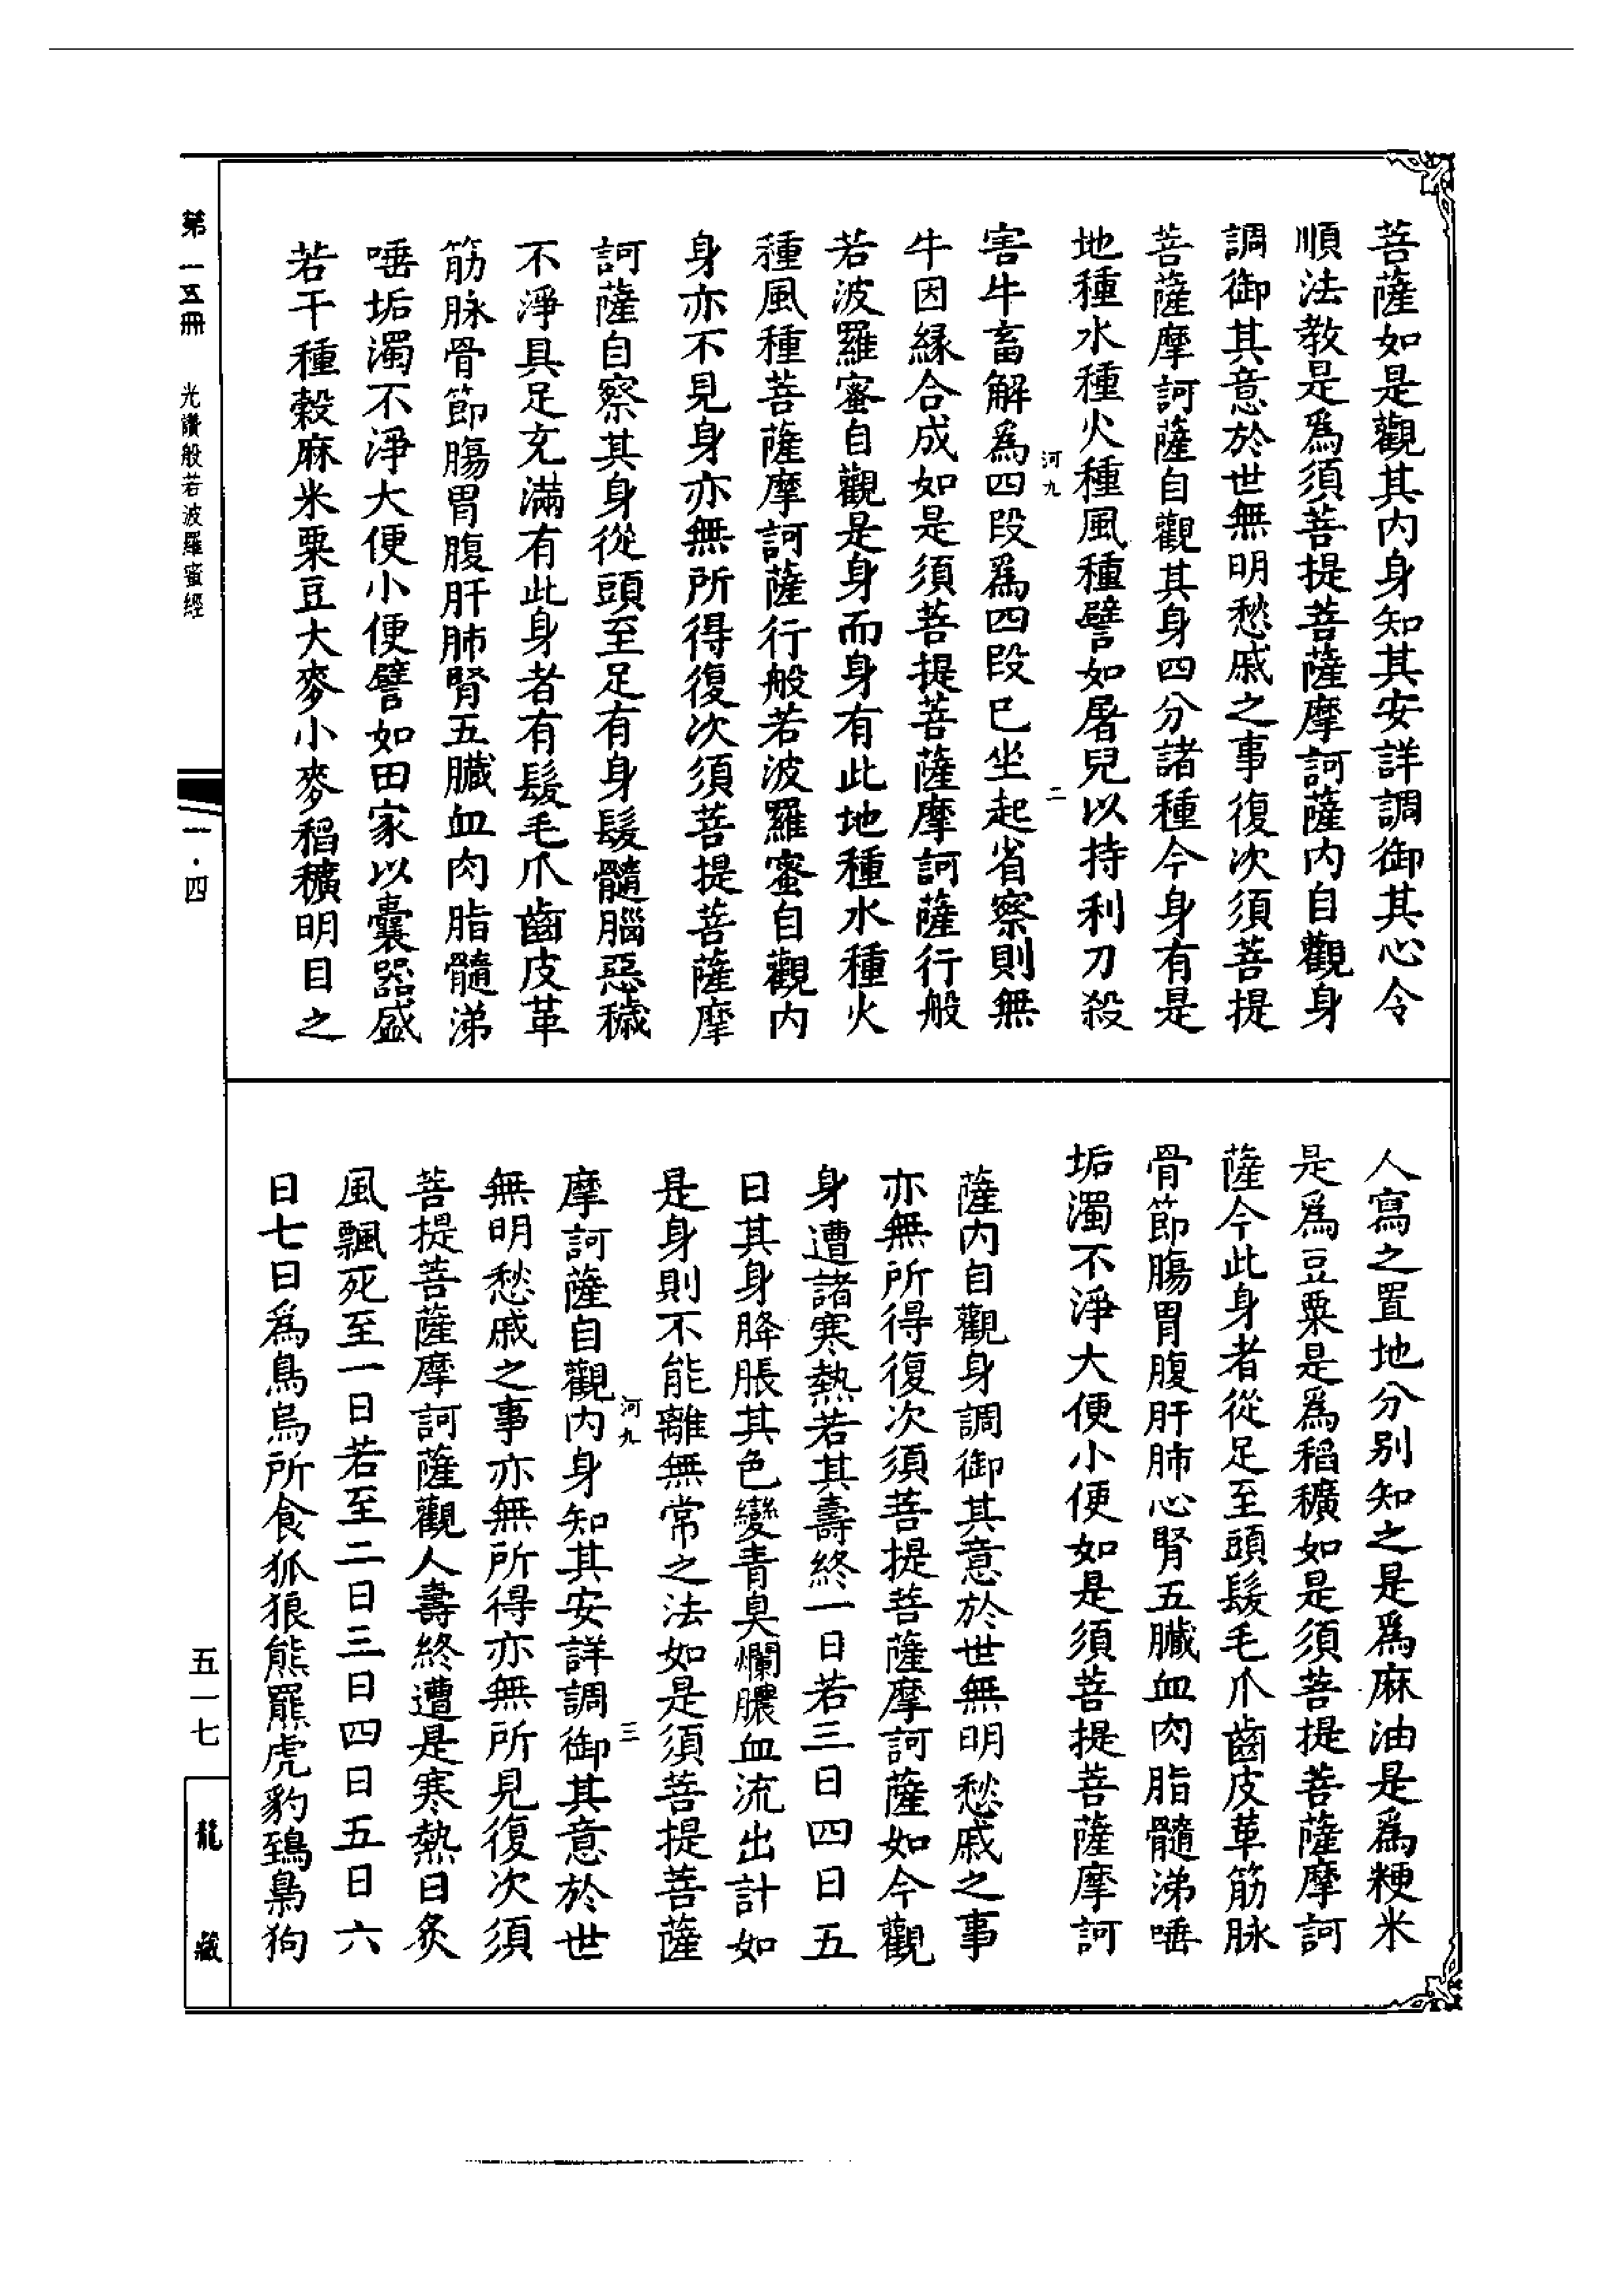 菩薩如是觀其内身知其安詳調御其心令
順法教是爲須菩提菩薩摩訶薩内自觀身
調御其意於世無明愁戚之事復次須菩提
菩薩摩訶薩自觀其身四分諸種今身有是
地種水種火種風種譬如屠兒以持利刀殺
河九 二
害牛畜解爲四段爲四段已坐起省察則無
牛因縁合成如是須菩提菩薩摩訶薩行般
若波羅蜜自觀是身而身有此地種水種火
種風種菩薩摩訶薩行般若波羅蜜自觀内
身亦不見身亦無所得復次須菩提菩薩摩
訶薩自察其身從頭至足有身髮髓腦惡穢
不淨具足充滿有此身者有髮毛爪齒皮革
筋脉骨節膓胃腹肝肺腎五臟血肉脂髓涕
唾垢濁不淨大便小便譬如田家以囊器盛
若干種穀麻米粟豆大麥小麥稻穬明目之
人寫之置地分别知之是爲麻油是爲粳米
是爲豆粟是爲稻穬如是須菩提菩薩摩訶
薩今此身者從足至頭髮毛爪齒皮革筋脉
骨節膓胃腹肝肺心腎五臟血肉脂髓涕唾
垢濁不淨大便小便如是須菩提菩薩摩訶
薩内自觀身調御其意於世無明愁戚之事
亦無所得復次須菩提菩薩摩訶薩如今觀
身遭諸寒熱若其壽終一日若三日四日五
日其身膖脹其色變青臭爛膿血流出計如
是身則不能離無常之法如是須菩提菩薩
河九 三
摩訶薩自觀内身知其安詳調御其意於世
無明愁戚之事亦無所得亦無所見復次須
菩提菩薩摩訶薩觀人壽終遭是寒熱日炙
風飄死至一日若至二日三日四日五日六
日七日爲鳥烏所食狐狼熊羆虎豹鵄梟狗
第一五冊 光讚般若波羅蜜經
一·四
五一七
龍藏